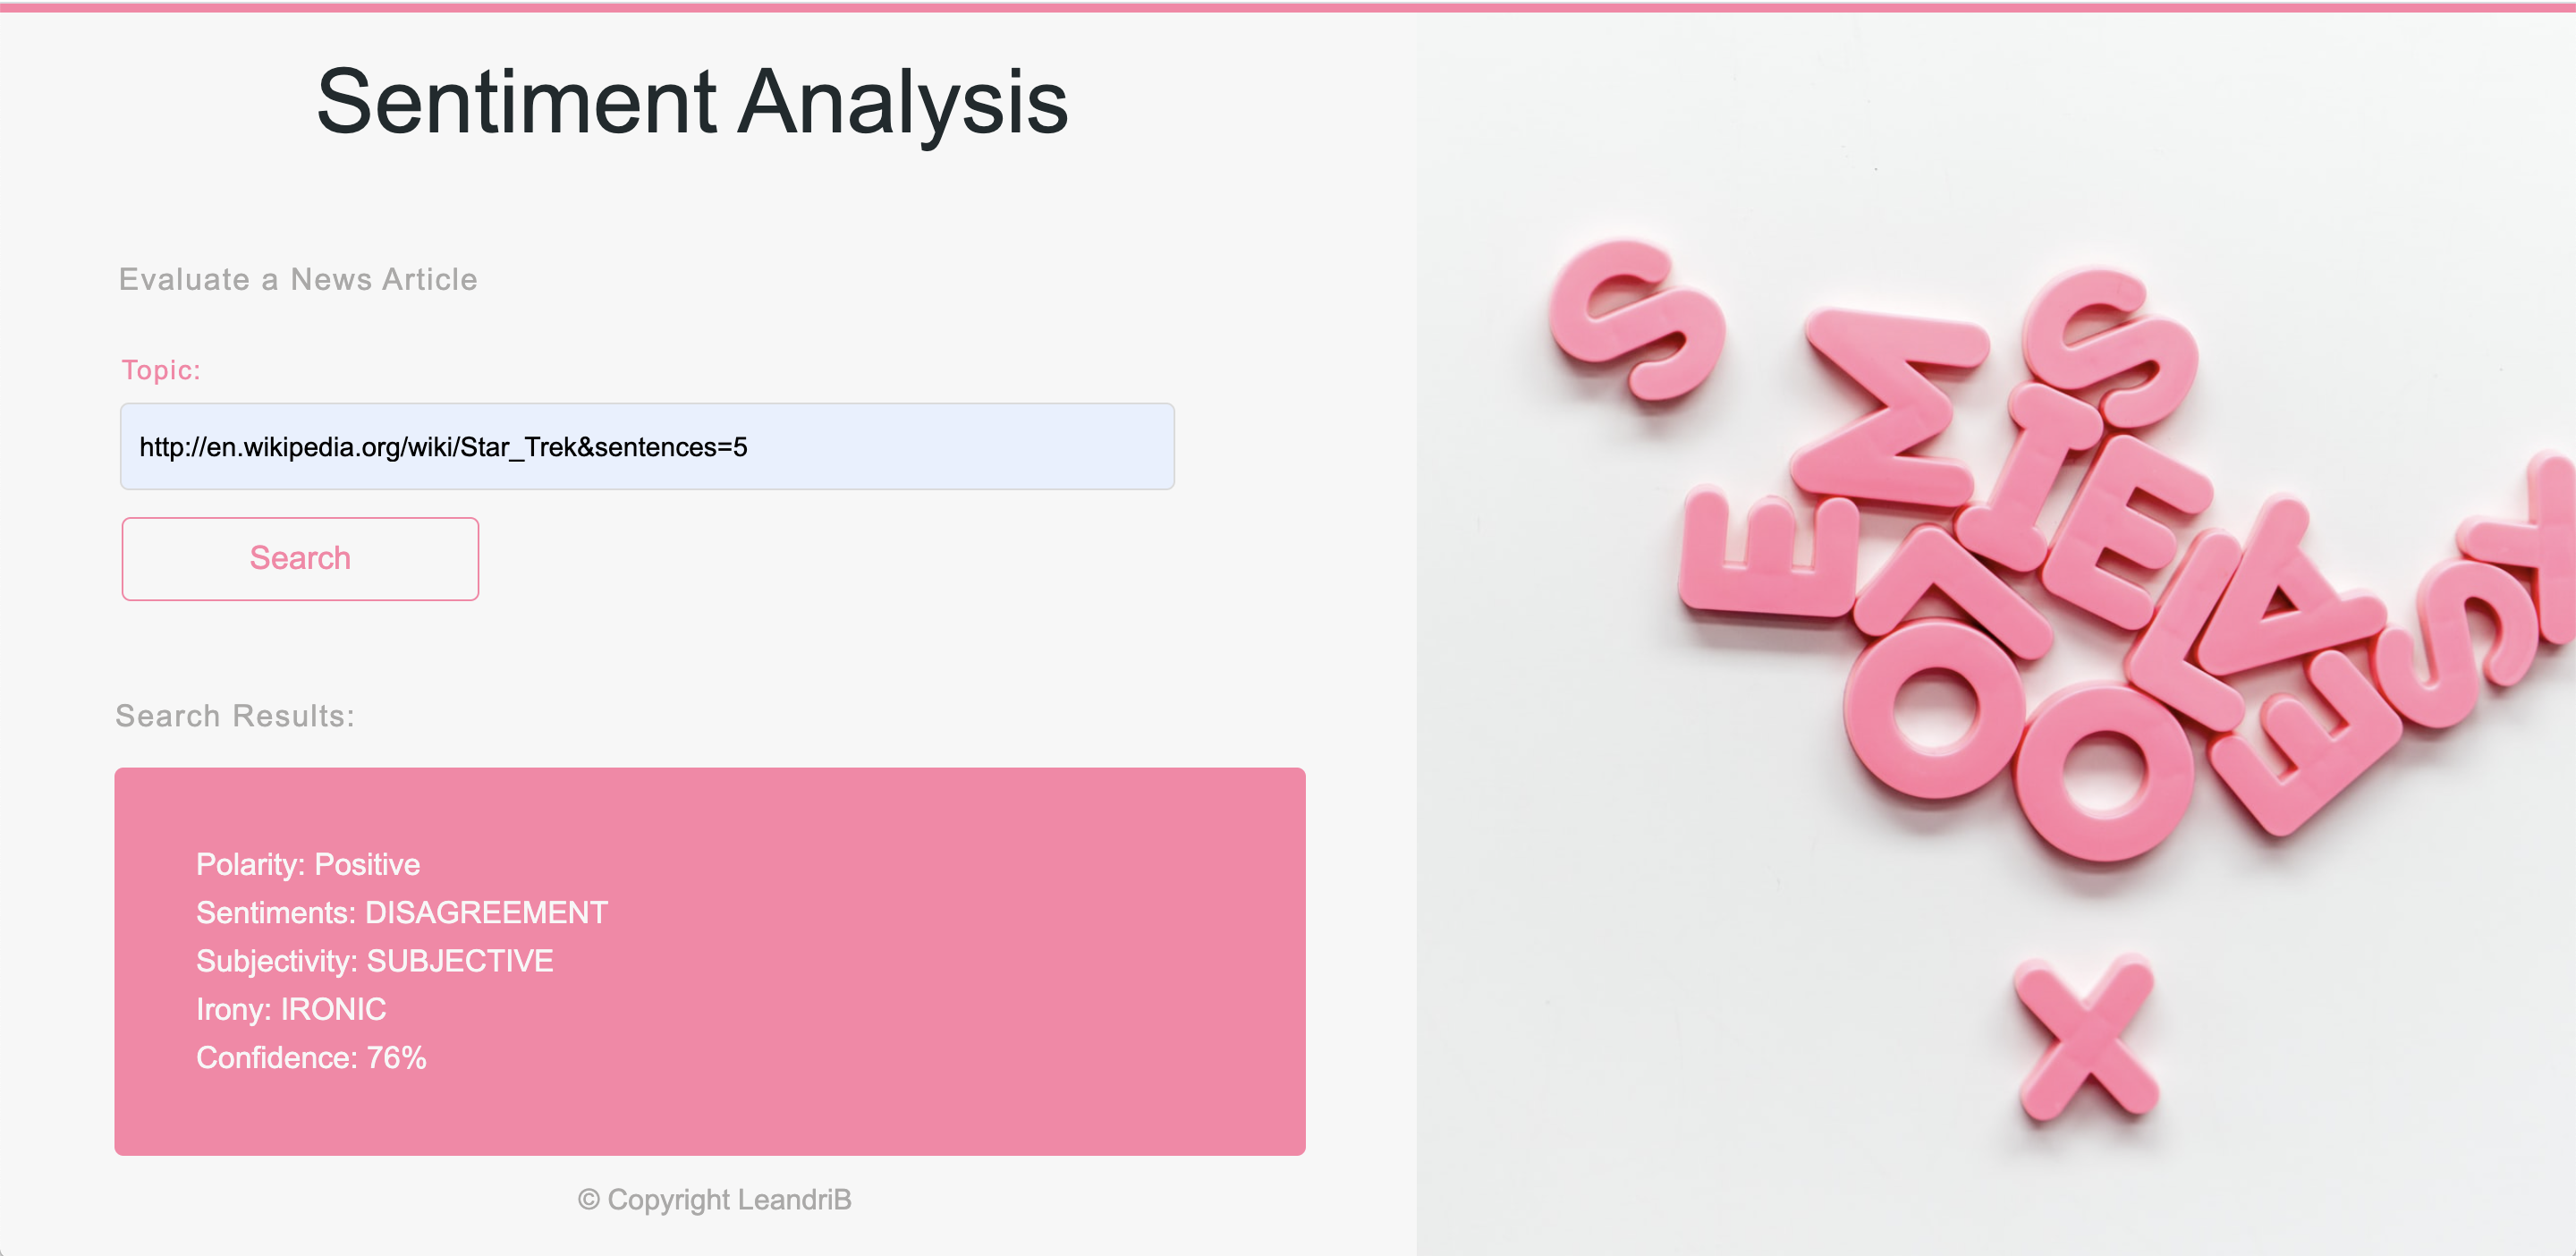 Sentiment Analysis
Evaluate a News Article
Topic:
http://en.wikipedia.org/wiki/Star_Trek&sentences=5
Search
Search Results:
Polarity: Positive
Sentiments: DISAGREEMENT
Subjectivity: SUBJECTIVE
Irony: IRONIC
Confidence: 76%
© Copyright LeandriB
S
M
S
I
E
E
L
A
L
O
O
E
S
X